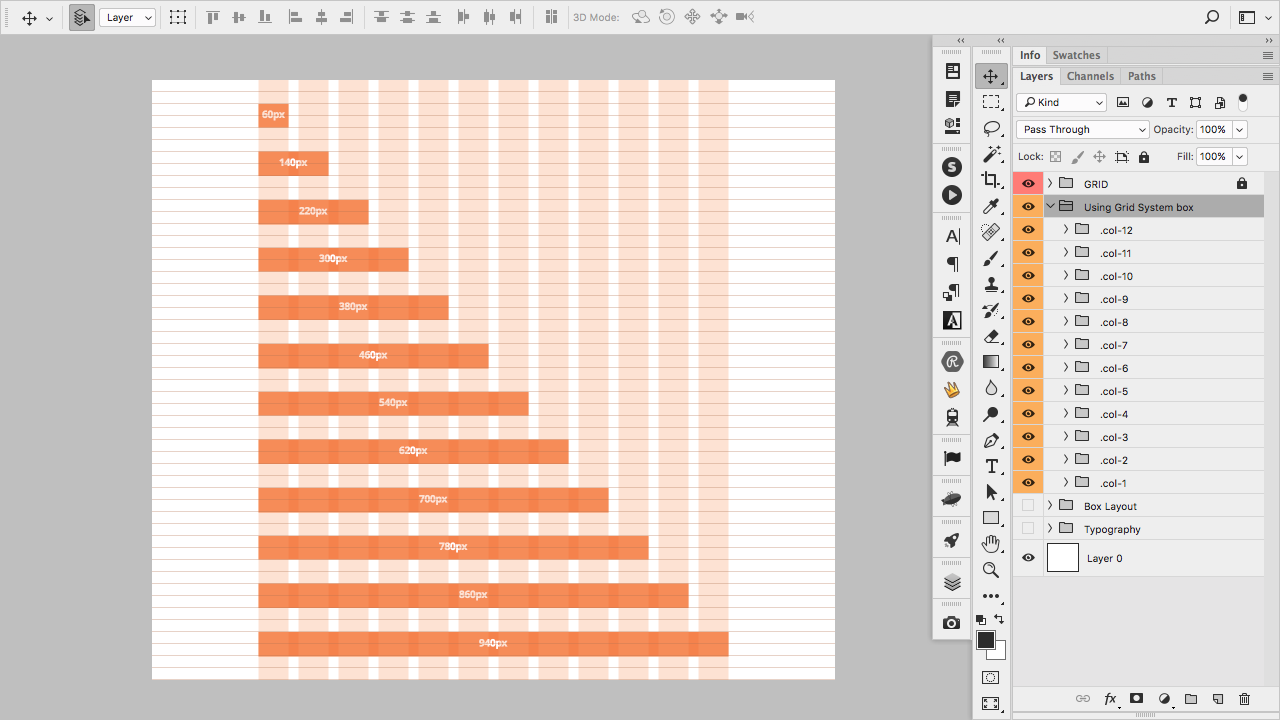 Layer
3D Mode:
60px
140px
220px
300px
380px
460px
540px
620px
700px
780px
860px
940px
Info Swatches
Layers Channels Paths
Kind
Pass Through Opacity: 100%
Lock: Fill: 100%
GRID
Using Grid System box
.col-12
.col-11
.col-10
.col-9
.col-8
.col-7
.col-6
.col-5
.col-4
.col-3
.col-2
.col-1
Box Layout
Typography
Layer 0
fx